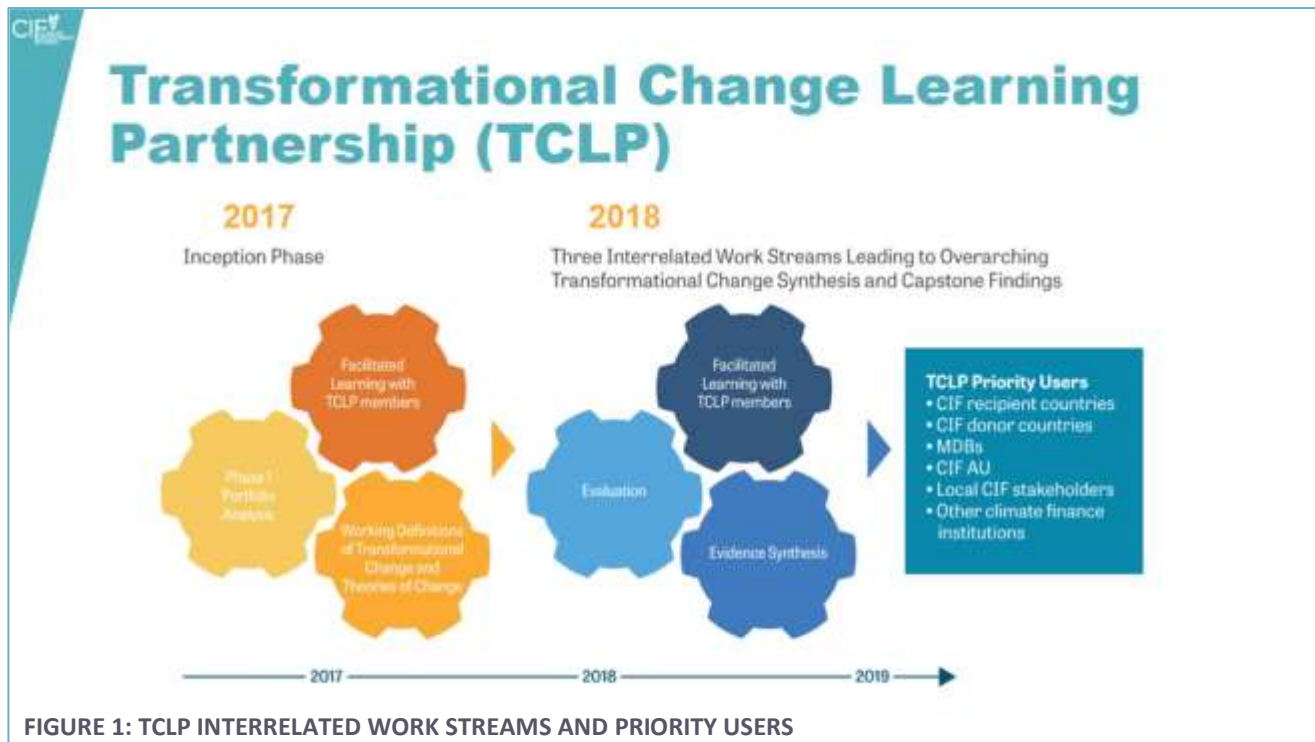 CIF
Transformational Change Learning
Partnership (TCLP)
2017
Inception Phase
2018
Three Interrelated Work Streams Leading to Overarching
Transformational Change Synthesis and Capstone Findings
Facilitated
Learning with
TCLP members
Phase 1
Portfolio
Analysis
Working Definitions
of Transformational
Change and
Theories of Change
Facilitated
Learning with
TCLP members
Evaluation
Evidence Synthesis
TCLP Priority Users
• CIF recipient countries
• CIF donor countries
• MDBs
• CIF AU
• Local CIF stakeholders
• Other climate finance
institutions
2017
2018
2019
FIGURE 1: TCLP INTERRELATED WORK STREAMS AND PRIORITY USERS